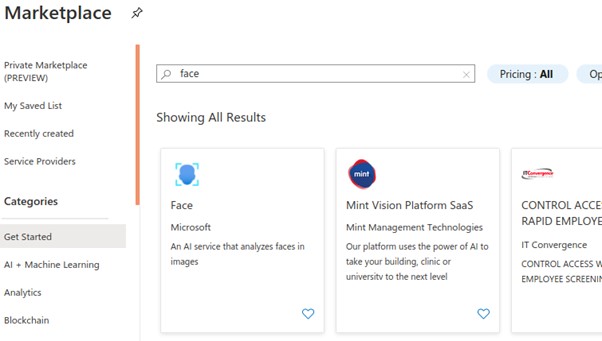 Marketplace
Private Marketplace
(PREVIEW)
My Saved List
Recently created
Service Providers
Categories
Get Started
AI + Machine Learning
Analytics
Blockchain
face
Pricing : All
Op
Showing All Results
Face
Microsoft
An AI service that analyzes faces in
images
mint
Mint Vision Platform SaaS
Mint Management Technologies
Our platform uses the power of AI to
take your building, clinic or
university to the next level
ITConvergence
CONTROL ACCE
RAPID EMPLOYE
IT Convergence
CONTROL ACCESS W
EMPLOYEE SCREENIN